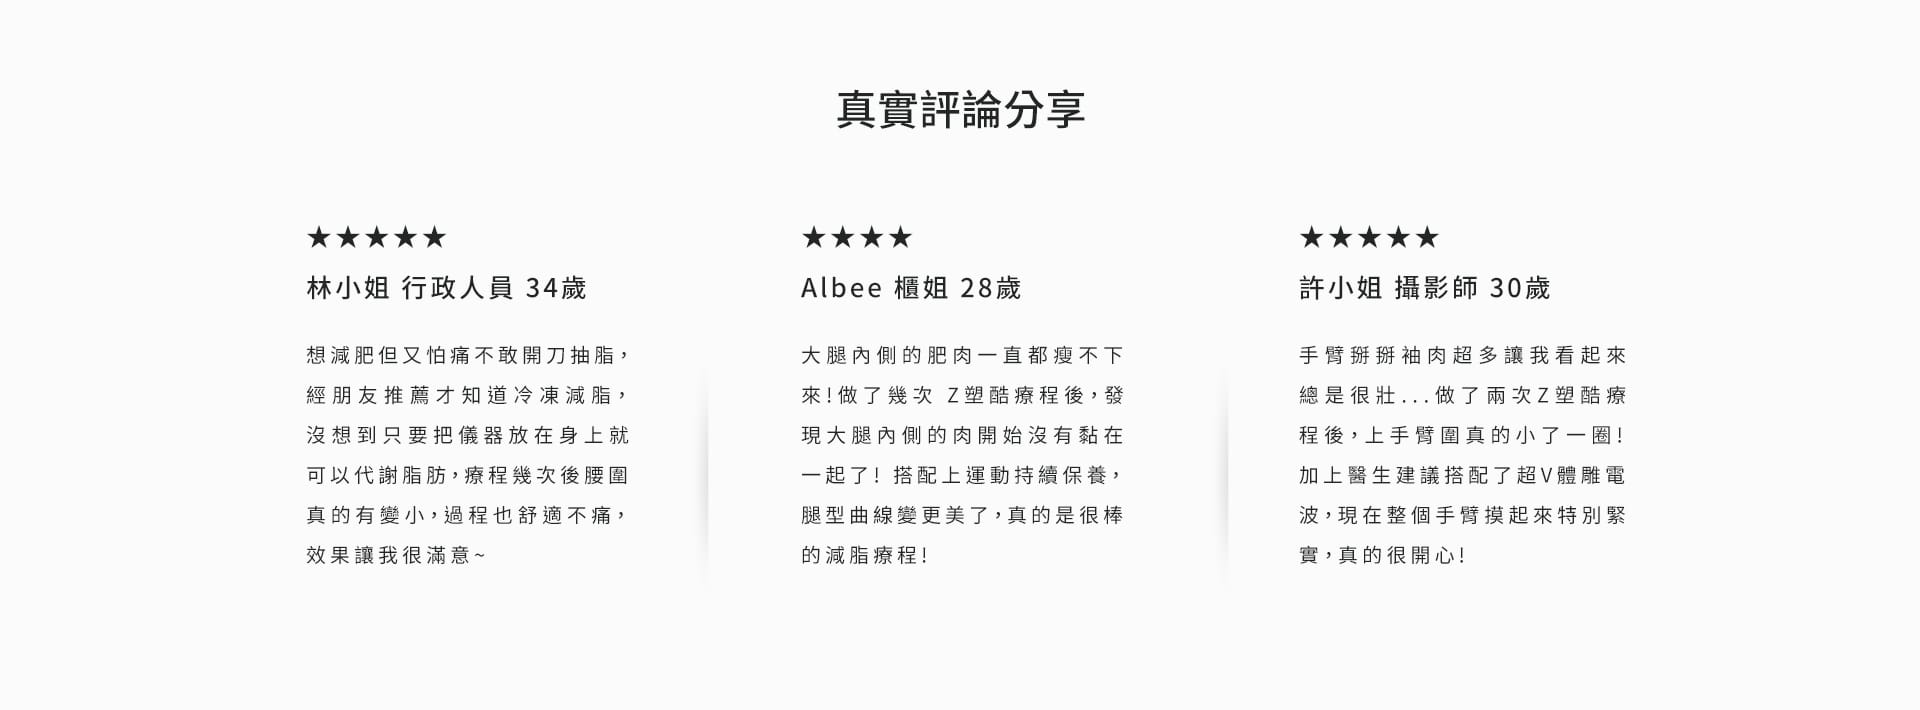 真實評論分享
★★★★★
林小姐 行政人員 34歲
想減肥但又怕痛不敢開刀抽脂，
經朋友推薦才知道冷凍減脂，
沒想到只要把儀器放在身上就
可以代謝脂肪，療程幾次後腰圍
真的有變小，過程也舒適不痛，
效果讓我很滿意~
★★★★
Albee 櫃姐 28歲
大腿內側的肥肉一直都瘦不下
來!做了幾次 Z塑酷療程後，發
現大腿內側的肉開始沒有黏在
一起了! 搭配上運動持續保養，
腿型曲線變更美了，真的是很棒
的減脂療程!
★★★★★
許小姐 攝影師 30歲
手臂掰掰袖肉超多讓我看起來
總是很壯...做了兩次Z塑酷療
程後，上手臂圍真的小了一圈!
加上醫生建議搭配了超V體雕電
波，現在整個手臂摸起來特別緊
實，真的很開心!